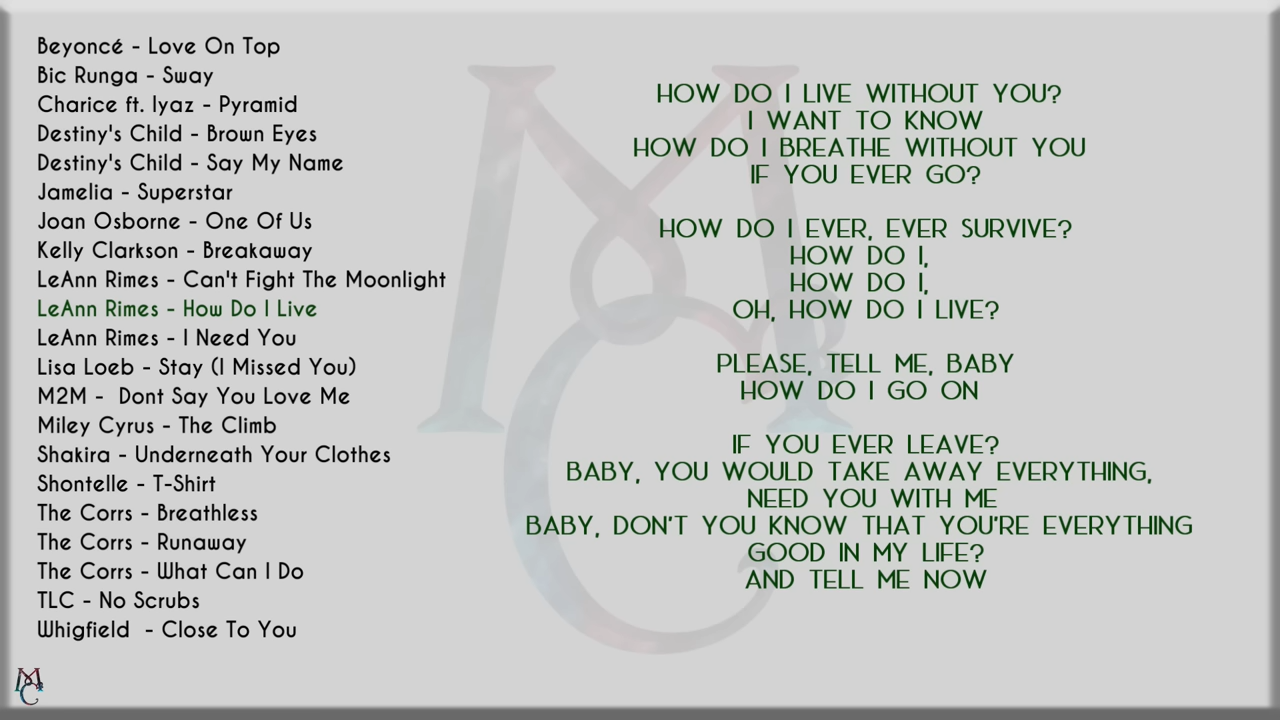 Beyoncé - Love On Top
Bic Runga - Sway
Charice ft. Iyaz - Pyramid
Destiny's Child - Brown Eyes
Destiny's Child - Say My Name
Jamelia - Superstar
Joan Osborne - One Of Us
Kelly Clarkson - Breakaway
LeAnn Rimes - Can't Fight The Moonlight
LeAnn Rimes - How Do I Live
LeAnn Rimes - I Need You
Lisa Loeb - Stay (I Missed You)
M2M -  Dont Say You Love Me
Miley Cyrus - The Climb
Shakira - Underneath Your Clothes
Shontelle - T-Shirt
The Corrs - Breathless
The Corrs - Runaway
The Corrs - What Can I Do
TLC - No Scrubs
Whigfield  - Close To You
HOW DO I LIVE WITHOUT YOU?
I WANT TO KNOW
HOW DO I BREATHE WITHOUT YOU
IF YOU EVER GO?
HOW DO I EVER, EVER SURVIVE?
HOW DO I,
HOW DO I,
OH, HOW DO I LIVE?
PLEASE, TELL ME, BABY
HOW DO I GO ON
IF YOU EVER LEAVE?
BABY, YOU WOULD TAKE AWAY EVERYTHING,
NEED YOU WITH ME
BABY, DON'T YOU KNOW THAT YOU'RE EVERYTHING
GOOD IN MY LIFE?
AND TELL ME NOW
MC
MC